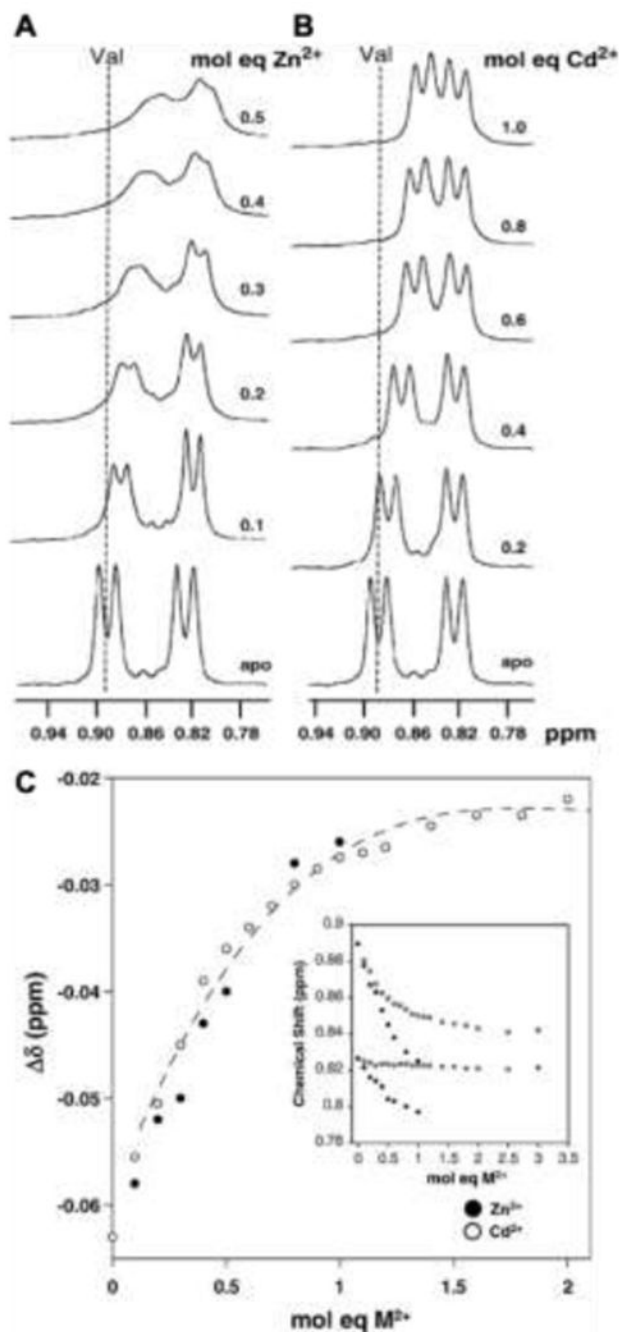 A
B
Val
mol eq Zn2+
Val
mol eq Cd2+
0.5
1.0
0.4
0.8
0.3
0.6
0.2
0.4
0.1
0.2
apo
apo
0.94 0.90 0.86 0.82 0.78
0.94 0.90 0.86 0.82 0.78 ppm
C
-0.02
-0.03
-0.04
-0.05
-0.06
Δδ (ppm)
0 0.5 1 1.5 2
mol eq M2+
0.9
0.88
0.86
0.84
0.82
0.8
0.78
Chemical Shift (ppm)
0 0.5 1 1.5 2 2.5 3 3.5
mol eq M2+
Zn2+
Cd2+